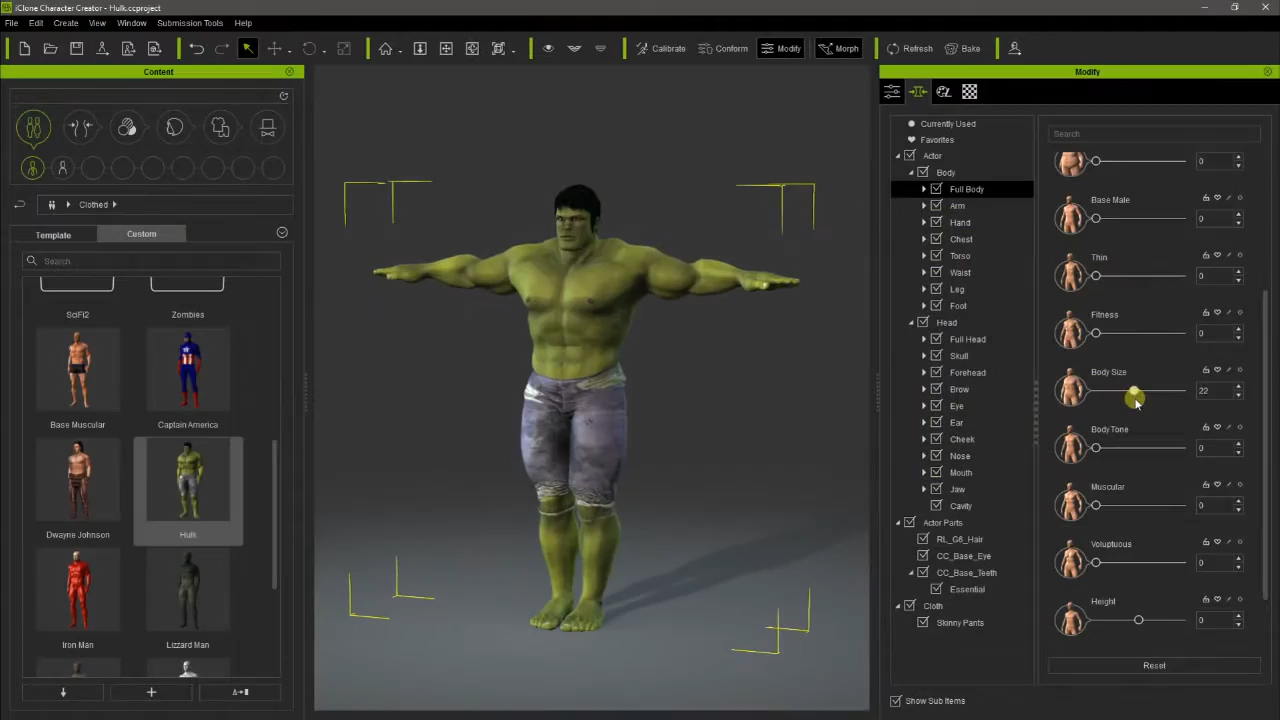 iClone Character Creator - Hulk.ccproject
File Edit Create View Window Submission Tools Help
Calibrate Conform Modify Morph Refresh Bake
Content
Clothed
Template Custom
Search
SciFI2 Zombies
Base Muscular Captain America
Dwayne Johnson Hulk
Iron Man Lizzard Man
Modify
Currently Used
Favorites
Actor
Body
Full Body
Arm
Hand
Chest
Torso
Waist
Leg
Foot
Head
Full Head
Skull
Forehead
Brow
Eye
Ear
Cheek
Nose
Mouth
Jaw
Cavity
Actor Parts
RL_G6_Hair
CC_Base_Eye
CC_Base_Teeth
Essential
Cloth
Skinny Pants
Show Sub Items
Search
0
Base Male
0
Thin
0
Fitness
0
Body Size
22
BodyTone
0
Muscular
0
Voluptuous
0
Height
0
Reset